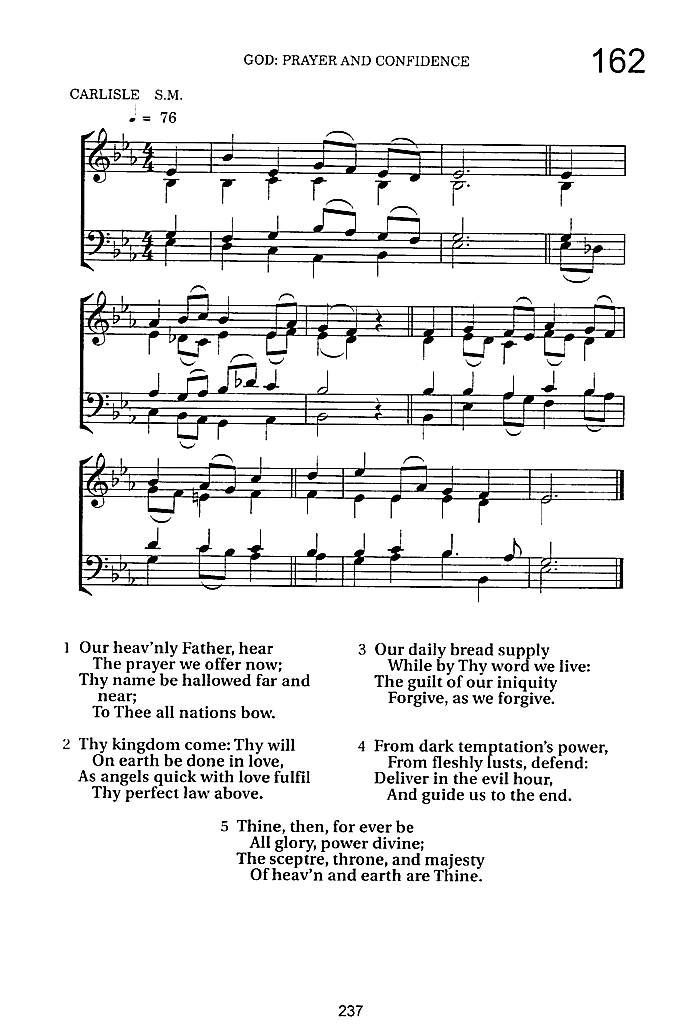 GOD: PRAYER AND CONFIDENCE
162
CARLISLE S.M.
♩ = 76
4
4
4
4
1 Our heav'nly Father, hear
The prayer we offer now;
Thy name be hallowed far and
near;
To Thee all nations bow.
2 Thy kingdom come: Thy will
On earth be done in love,
As angels quick with love fulfil
Thy perfect law above.
3 Our daily bread supply
While by Thy word we live:
The guilt of our iniquity
Forgive, as we forgive.
4 From dark temptation's power,
From fleshly lusts, defend:
Deliver in the evil hour,
And guide us to the end.
5 Thine, then, for ever be
All glory, power divine;
The sceptre, throne, and majesty
Of heav'n and earth are Thine.
237